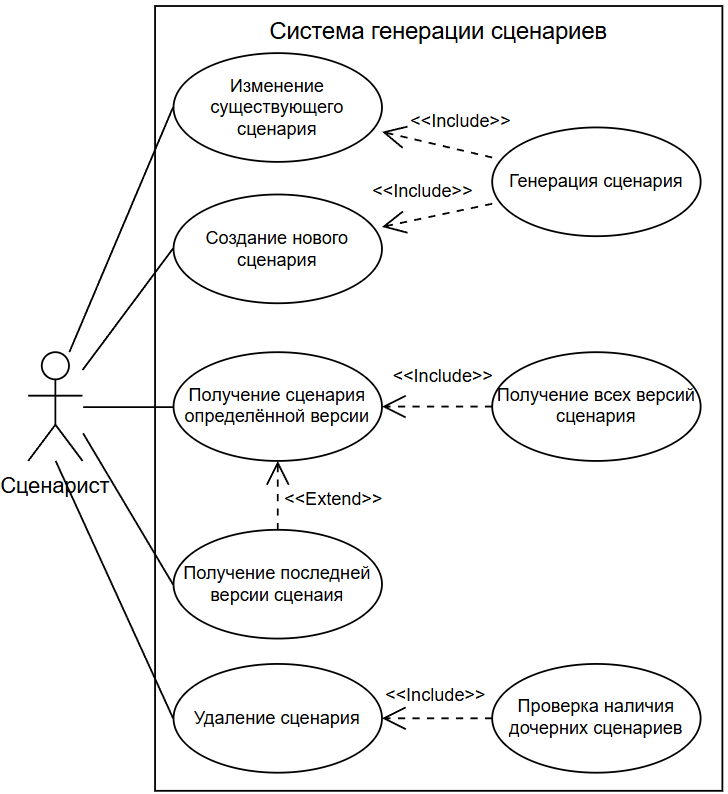 Система генерации сценариев
Изменение
существующего
сценария
<<Include>>
Генерация сценария
<<Include>>
Создание нового
сценария
Получение сценария
определённой версии
<<Include>>
Получение всех версий
сценария
Сценарист
<<Extend>>
Получение последней
версии сценаия
Удаление сценария
<<Include>>
Проверка наличия
дочерних сценариев